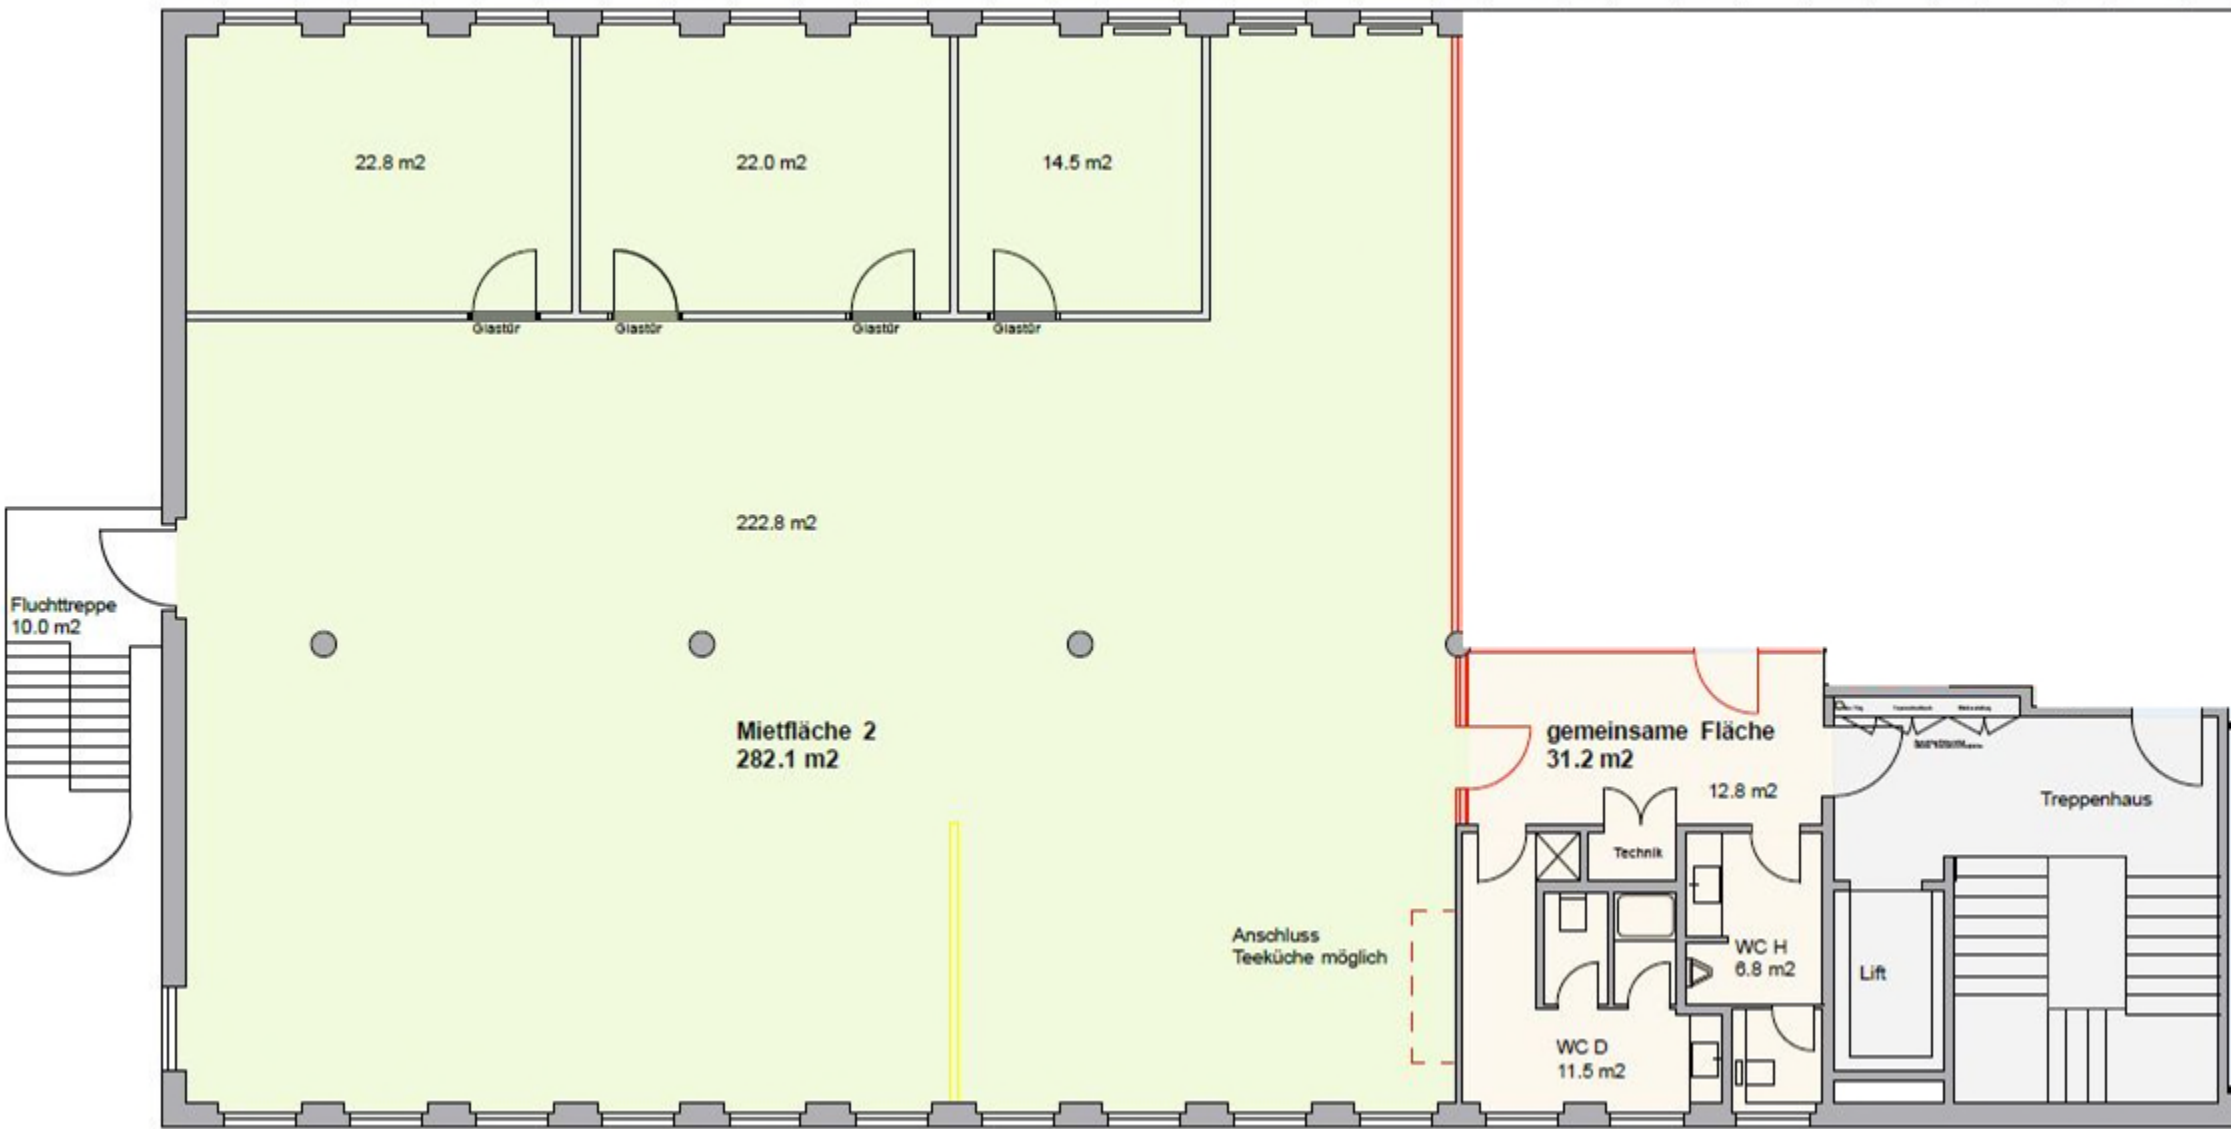 22.8 m2
22.0 m2
14.5 m2
Glastür
Glastür
Glastür
Glastür
222.8 m2
Fluchttreppe
10.0 m2
Mietfläche 2
282.1 m2
gemeinsame Fläche
31.2 m2
12.8 m2
Treppenhaus
Technik
Anschluss
Teeküche möglich
WC H
6.8 m2
Lift
WC D
11.5 m2